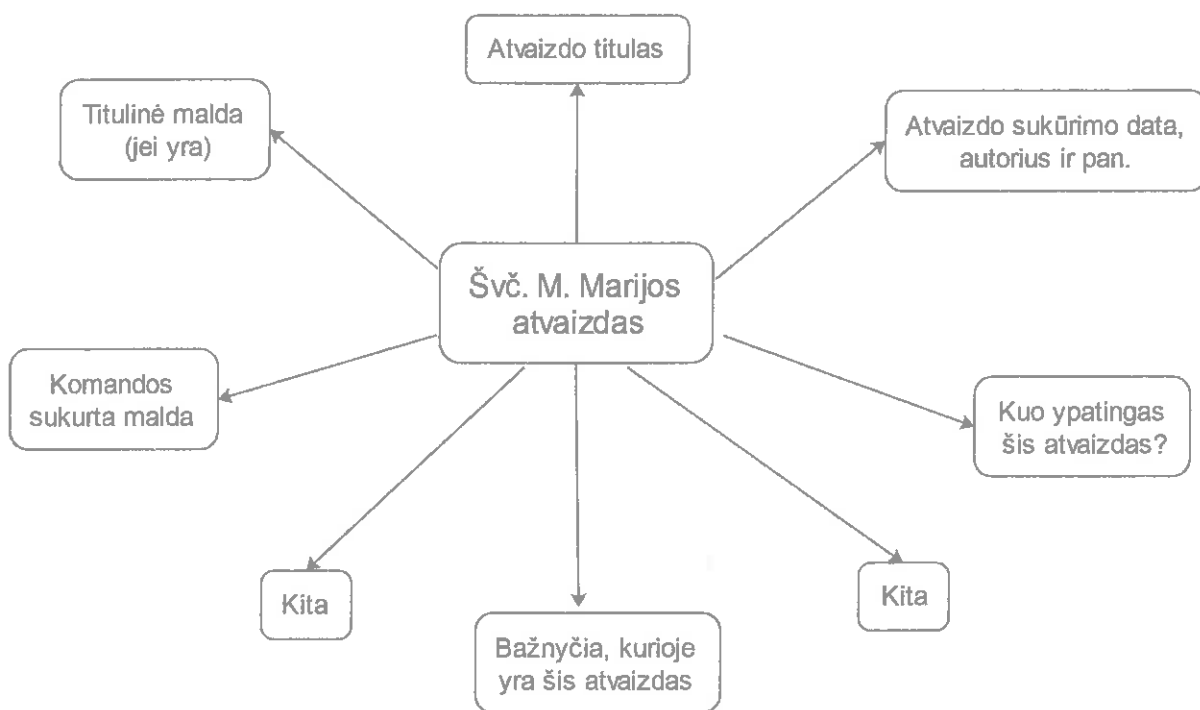 Atvaizdo titulas
Titulinė malda
(jei yra)
Atvaizdo sukūrimo data,
autorius ir pan.
Švč. M. Marijos
atvaizdas
Komandos
sukurta malda
Kuo ypatingas
šis atvaizdas?
Kita
Kita
Bažnyčia, kurioje
yra šis atvaizdas